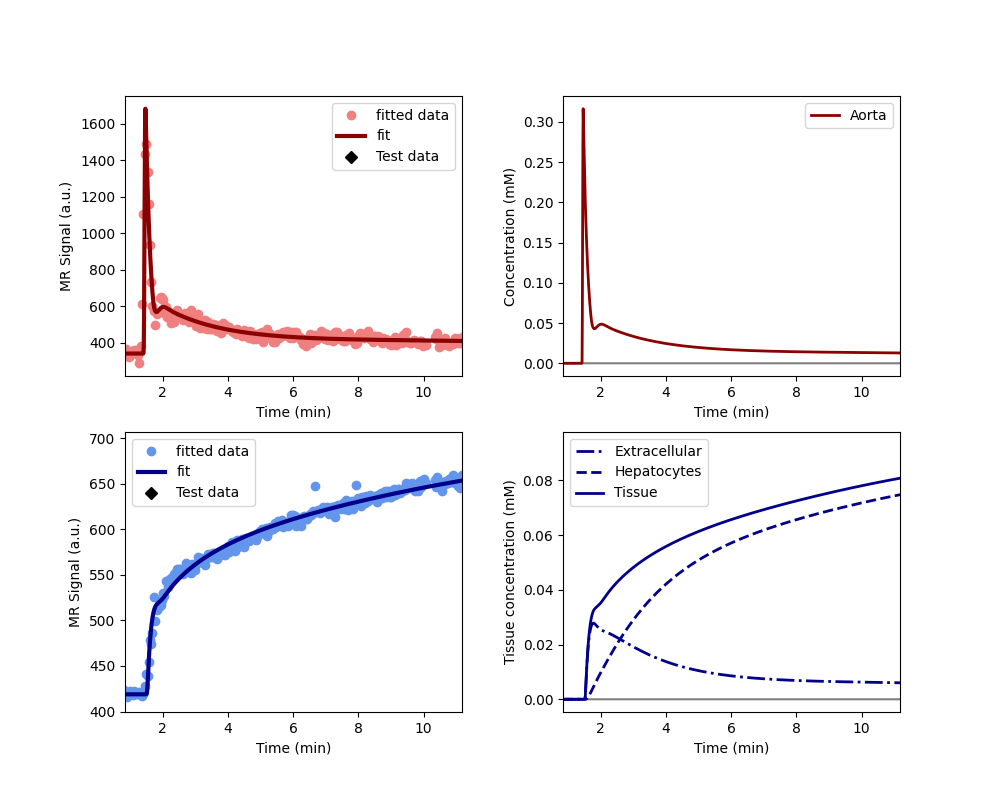 1600
1400
1200
1000
800
600
400
MR Signal (a.u.)
fitted data
fit
Test data
2 4 6 8 10
Time (min)
0.30
0.25
0.20
0.15
0.10
0.05
0.00
Concentration (mM)
Aorta
2 4 6 8 10
Time (min)
700
650
600
550
500
450
400
MR Signal (a.u.)
fitted data
fit
Test data
2 4 6 8 10
Time (min)
0.08
0.06
0.04
0.02
0.00
Tissue concentration (mM)
Extracellular
Hepatocytes
Tissue
2 4 6 8 10
Time (min)